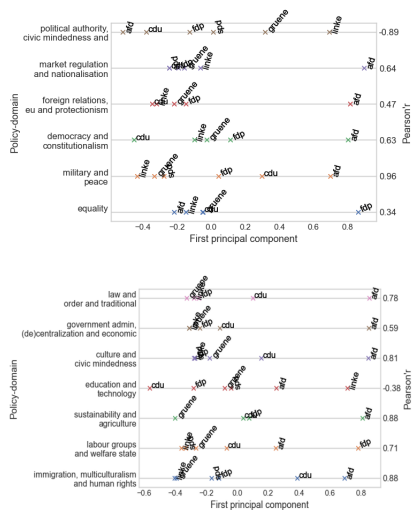 political authority,
civic mindedness and
afd cdu fdp spd gruene linke
-0.89
market regulation
and nationalisation
gruene linke afd
0.64
foreign relations,
eu and protectionism
linke gruene fdp afd
0.47
democracy and
constitutionalism
cdu linke gruene fdp afd
0.63
military and
peace
linke gruene spd fdp cdu afd
0.96
equality
afd linke cdu fdp
0.34
Policy-domain
Pearson'r
-0.4 -0.2 0.0 0.2 0.4 0.6 0.8
First principal component
law and
order and traditional
gruene fdp cdu afd
0.78
government admin,
(de)centralization and economic
gruene cdu afd
0.59
culture and
civic mindedness
gruene cdu afd
0.81
education and
technology
cdu fdp gruene spd afd linke
-0.38
sustainability and
agriculture
gruene cdu afd
0.88
labour groups
and welfare state
linke gruene cdu afd fdp
0.71
immigration, multiculturalism
and human rights
linke gruene spd fdp cdu afd
0.88
Policy-domain
Pearson'r
-0.6 -0.4 -0.2 0.0 0.2 0.4 0.6 0.8
First principal component